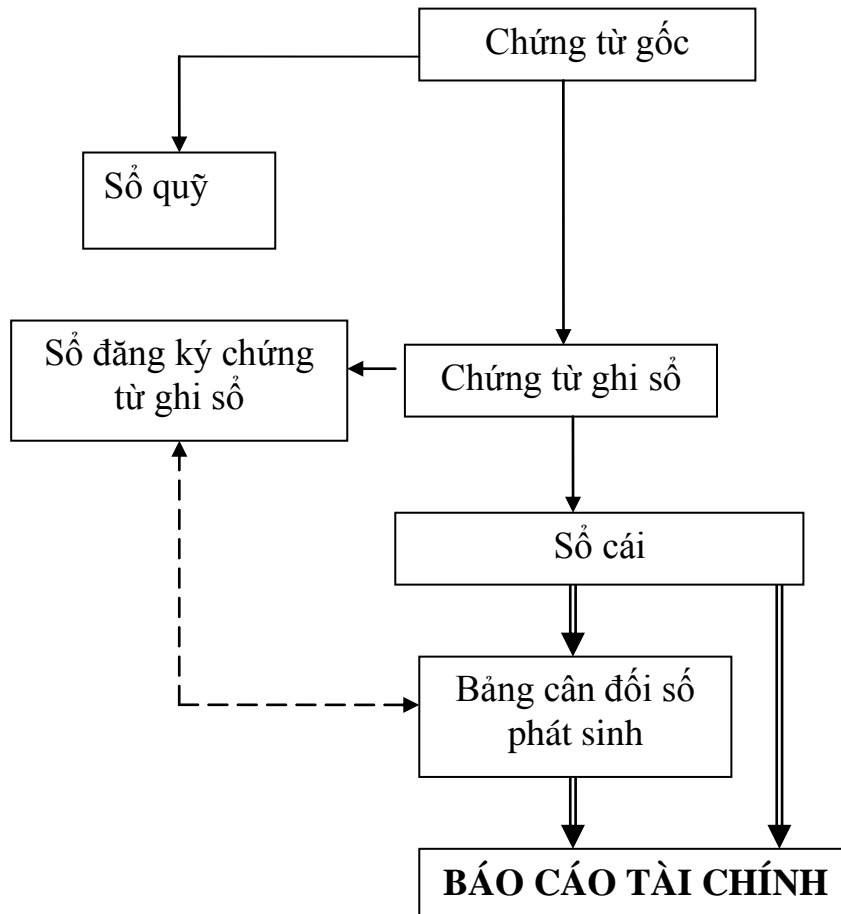 Chứng từ gốc
Sổ quỹ
Sổ đăng ký chứng
từ ghi sổ
Chứng từ ghi sổ
Sổ cái
Bảng cân đối số
phát sinh
BÁO CÁO TÀI CHÍNH